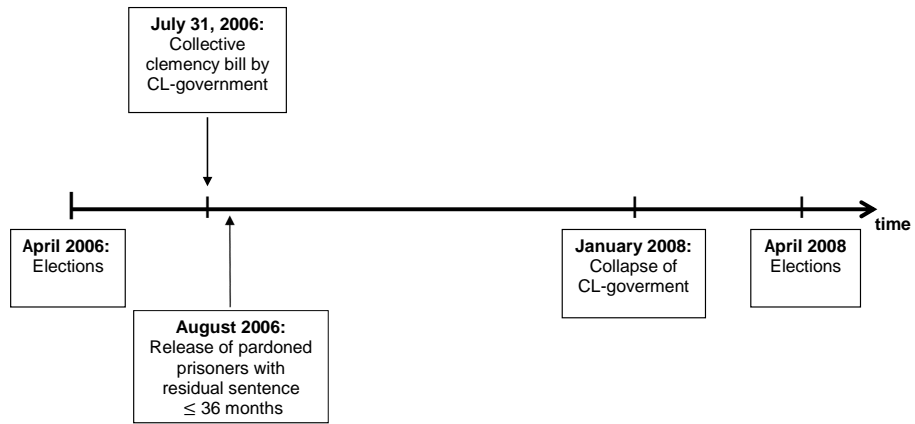 July 31, 2006:
Collective
clemency bill by
CL-government
time
April 2006:
Elections
January 2008:
Collapse of
CL-goverment
April 2008
Elections
August 2006:
Release of pardoned
prisoners with
residual sentence
≤ 36 months